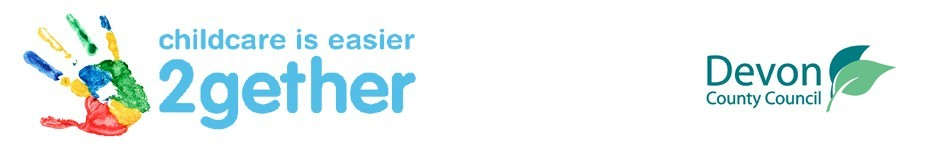 childcare is easier
2gether
Devon
County Council